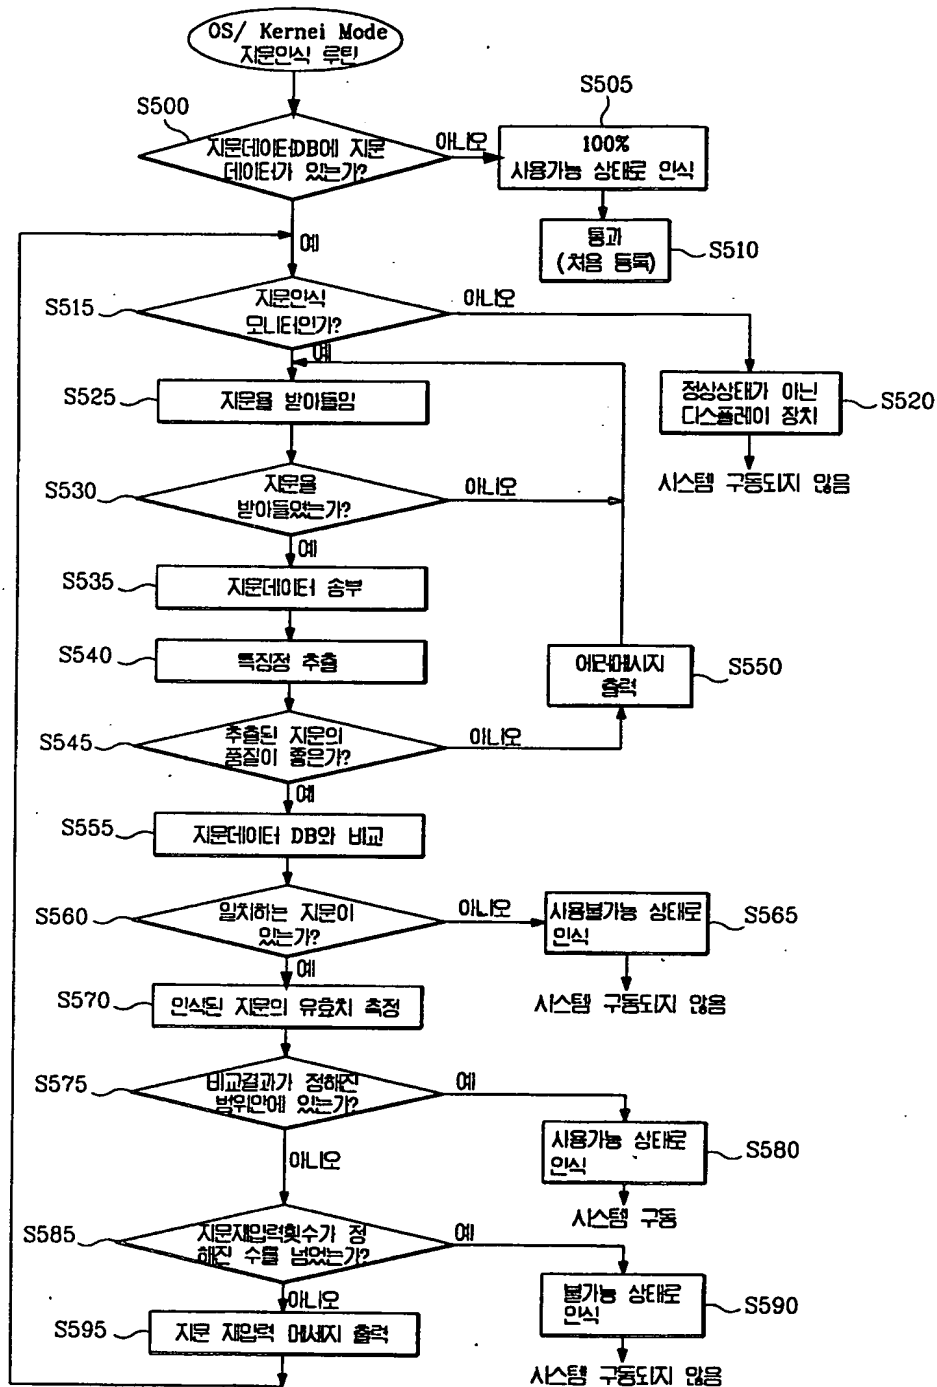 OS/ Kernei Mode
지문인식 루틴
S500
지문데이터DB에 지문
데이터가 있는가?
아니오
S505
100%
사용가능 상태로 인식
통과
(처음 등록)
S510
예
S515
지문인식
모니터인가?
아니오
예
S525
지문을 받아들임
정상상태가 아닌
디스플레이 장치
S520
시스템 구동되지 않음
S530
지문을
받아들였는가?
아니오
예
S535
지문데이터 송부
S540
특징점 추출
에러메시지
출력
S550
S545
추출된 지문의
품질이 좋은가?
아니오
예
S555
지문데이터 DB와 비교
S560
일치하는 지문이
있는가?
아니오
사용불가능 상태로
인식
S565
시스템 구동되지 않음
예
S570
인식된 지문의 유효치 측정
S575
비교결과가 정해진
범위안에 있는가?
예
사용가능 상태로
인식
S580
시스템 구동
아니오
S585
지문재입력횟수가 정
해진 수를 넘었는가?
예
불가능 상태로
인식
S590
시스템 구동되지 않음
아니오
S595
지문 재입력 메세지 출력